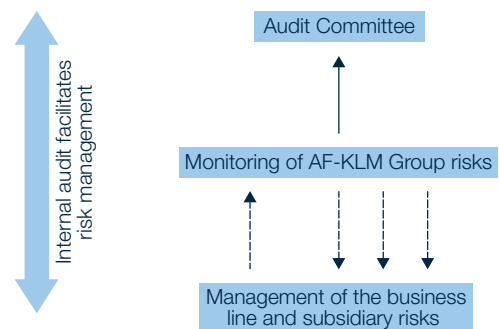 Audit Committee
Internal audit facilitates
risk management
Monitoring of AF-KLM Group risks
Management of the business
line and subsidiary risks